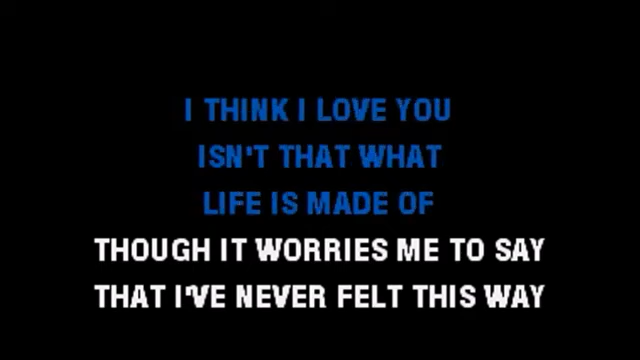 I THINK I LOVE YOU
ISN'T THAT WHAT
LIFE IS MADE OF
THOUGH IT WORRIES ME TO SAY
THAT I'VE NEVER FELT THIS WAY